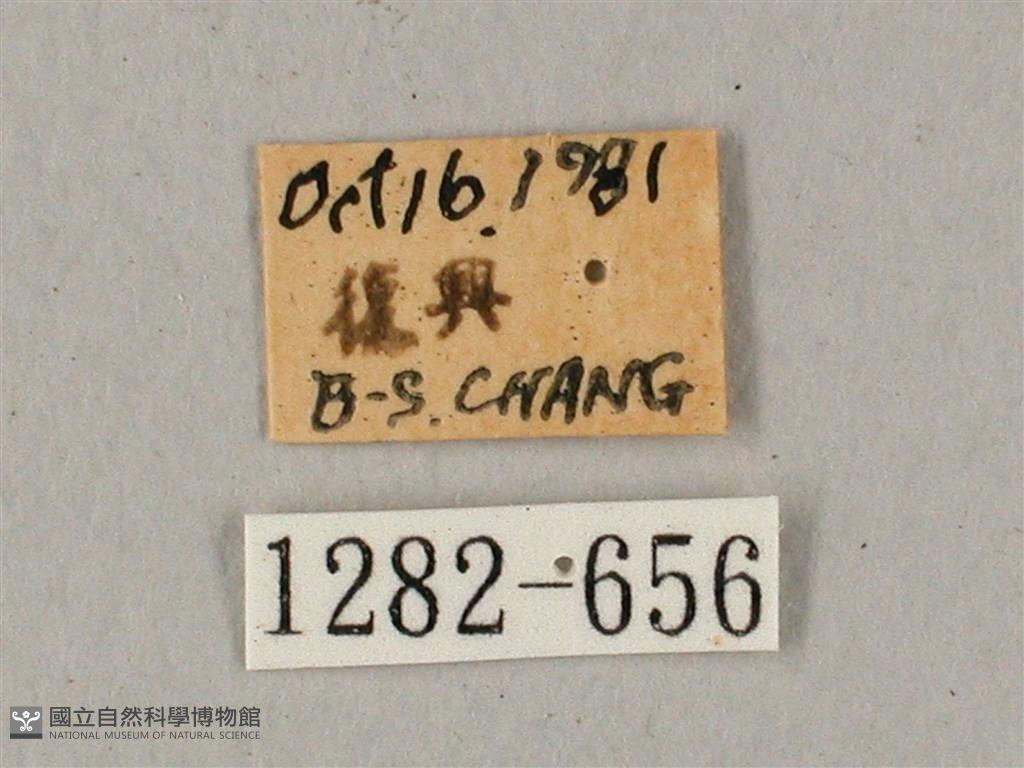 Oct 16. 1981
復興
B-S. CHANG
1282-656
國立自然科學博物館
NATIONAL MUSEUM OF NATURAL SCIENCE